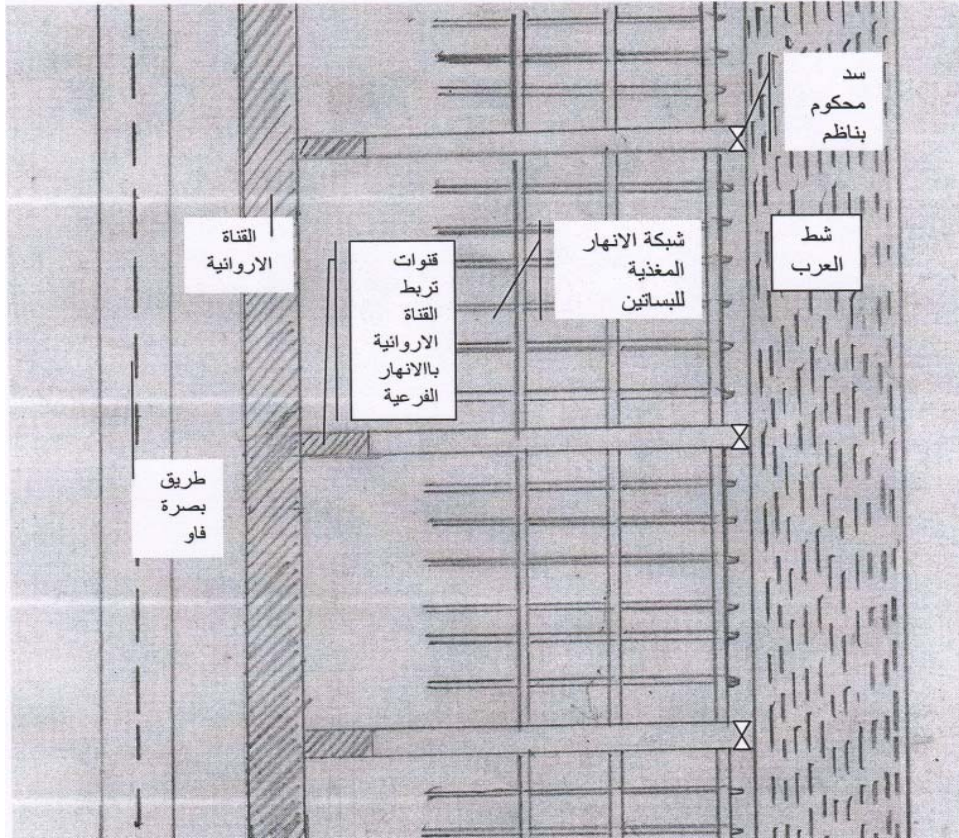 سد
محكوم
بناظم
شط
العرب
شبكة الانهار
المغذية
للبساتين
قنوات
تربط
القناة
الاروائية
باالانهار
الفرعية
القناة
الاروائية
طريق
بصرة
فاو